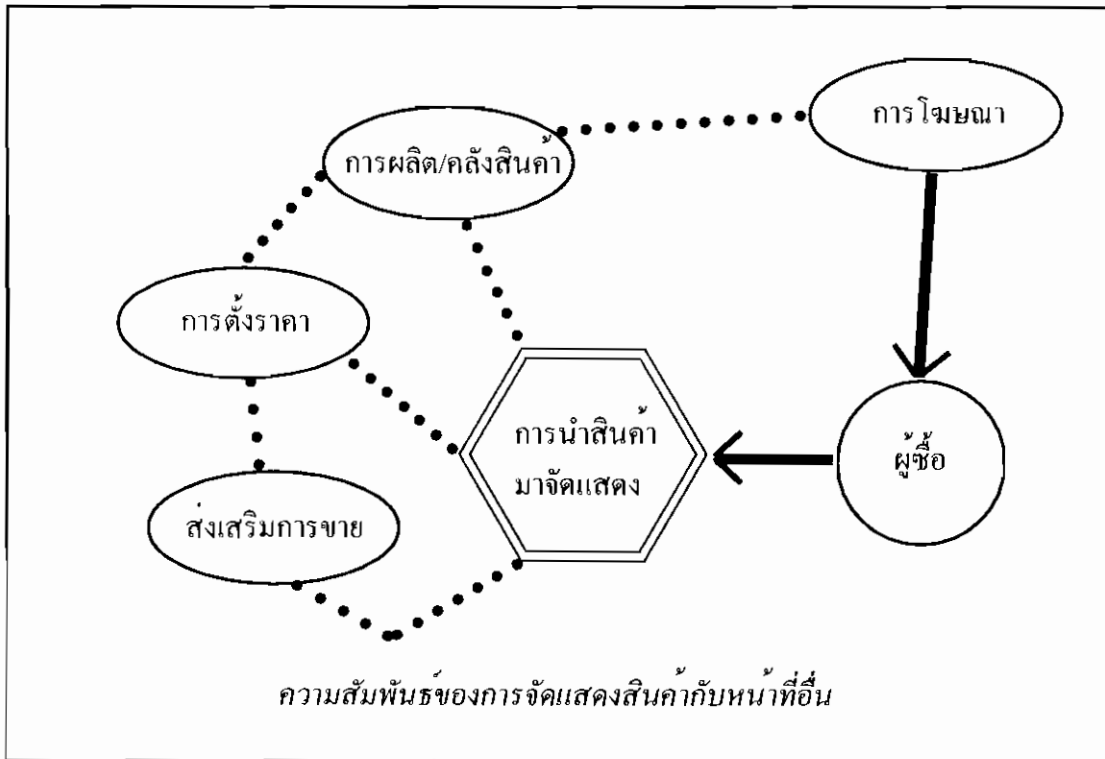 การโฆษณา
การผลิต/คลังสินค้า
การตั้งราคา
การนำสินค้า
มาจัดแสดง
ผู้ซื้อ
ส่งเสริมการขาย
ความสัมพันธ์ของการจัดแสดงสินค้ากับหน้าที่อื่น